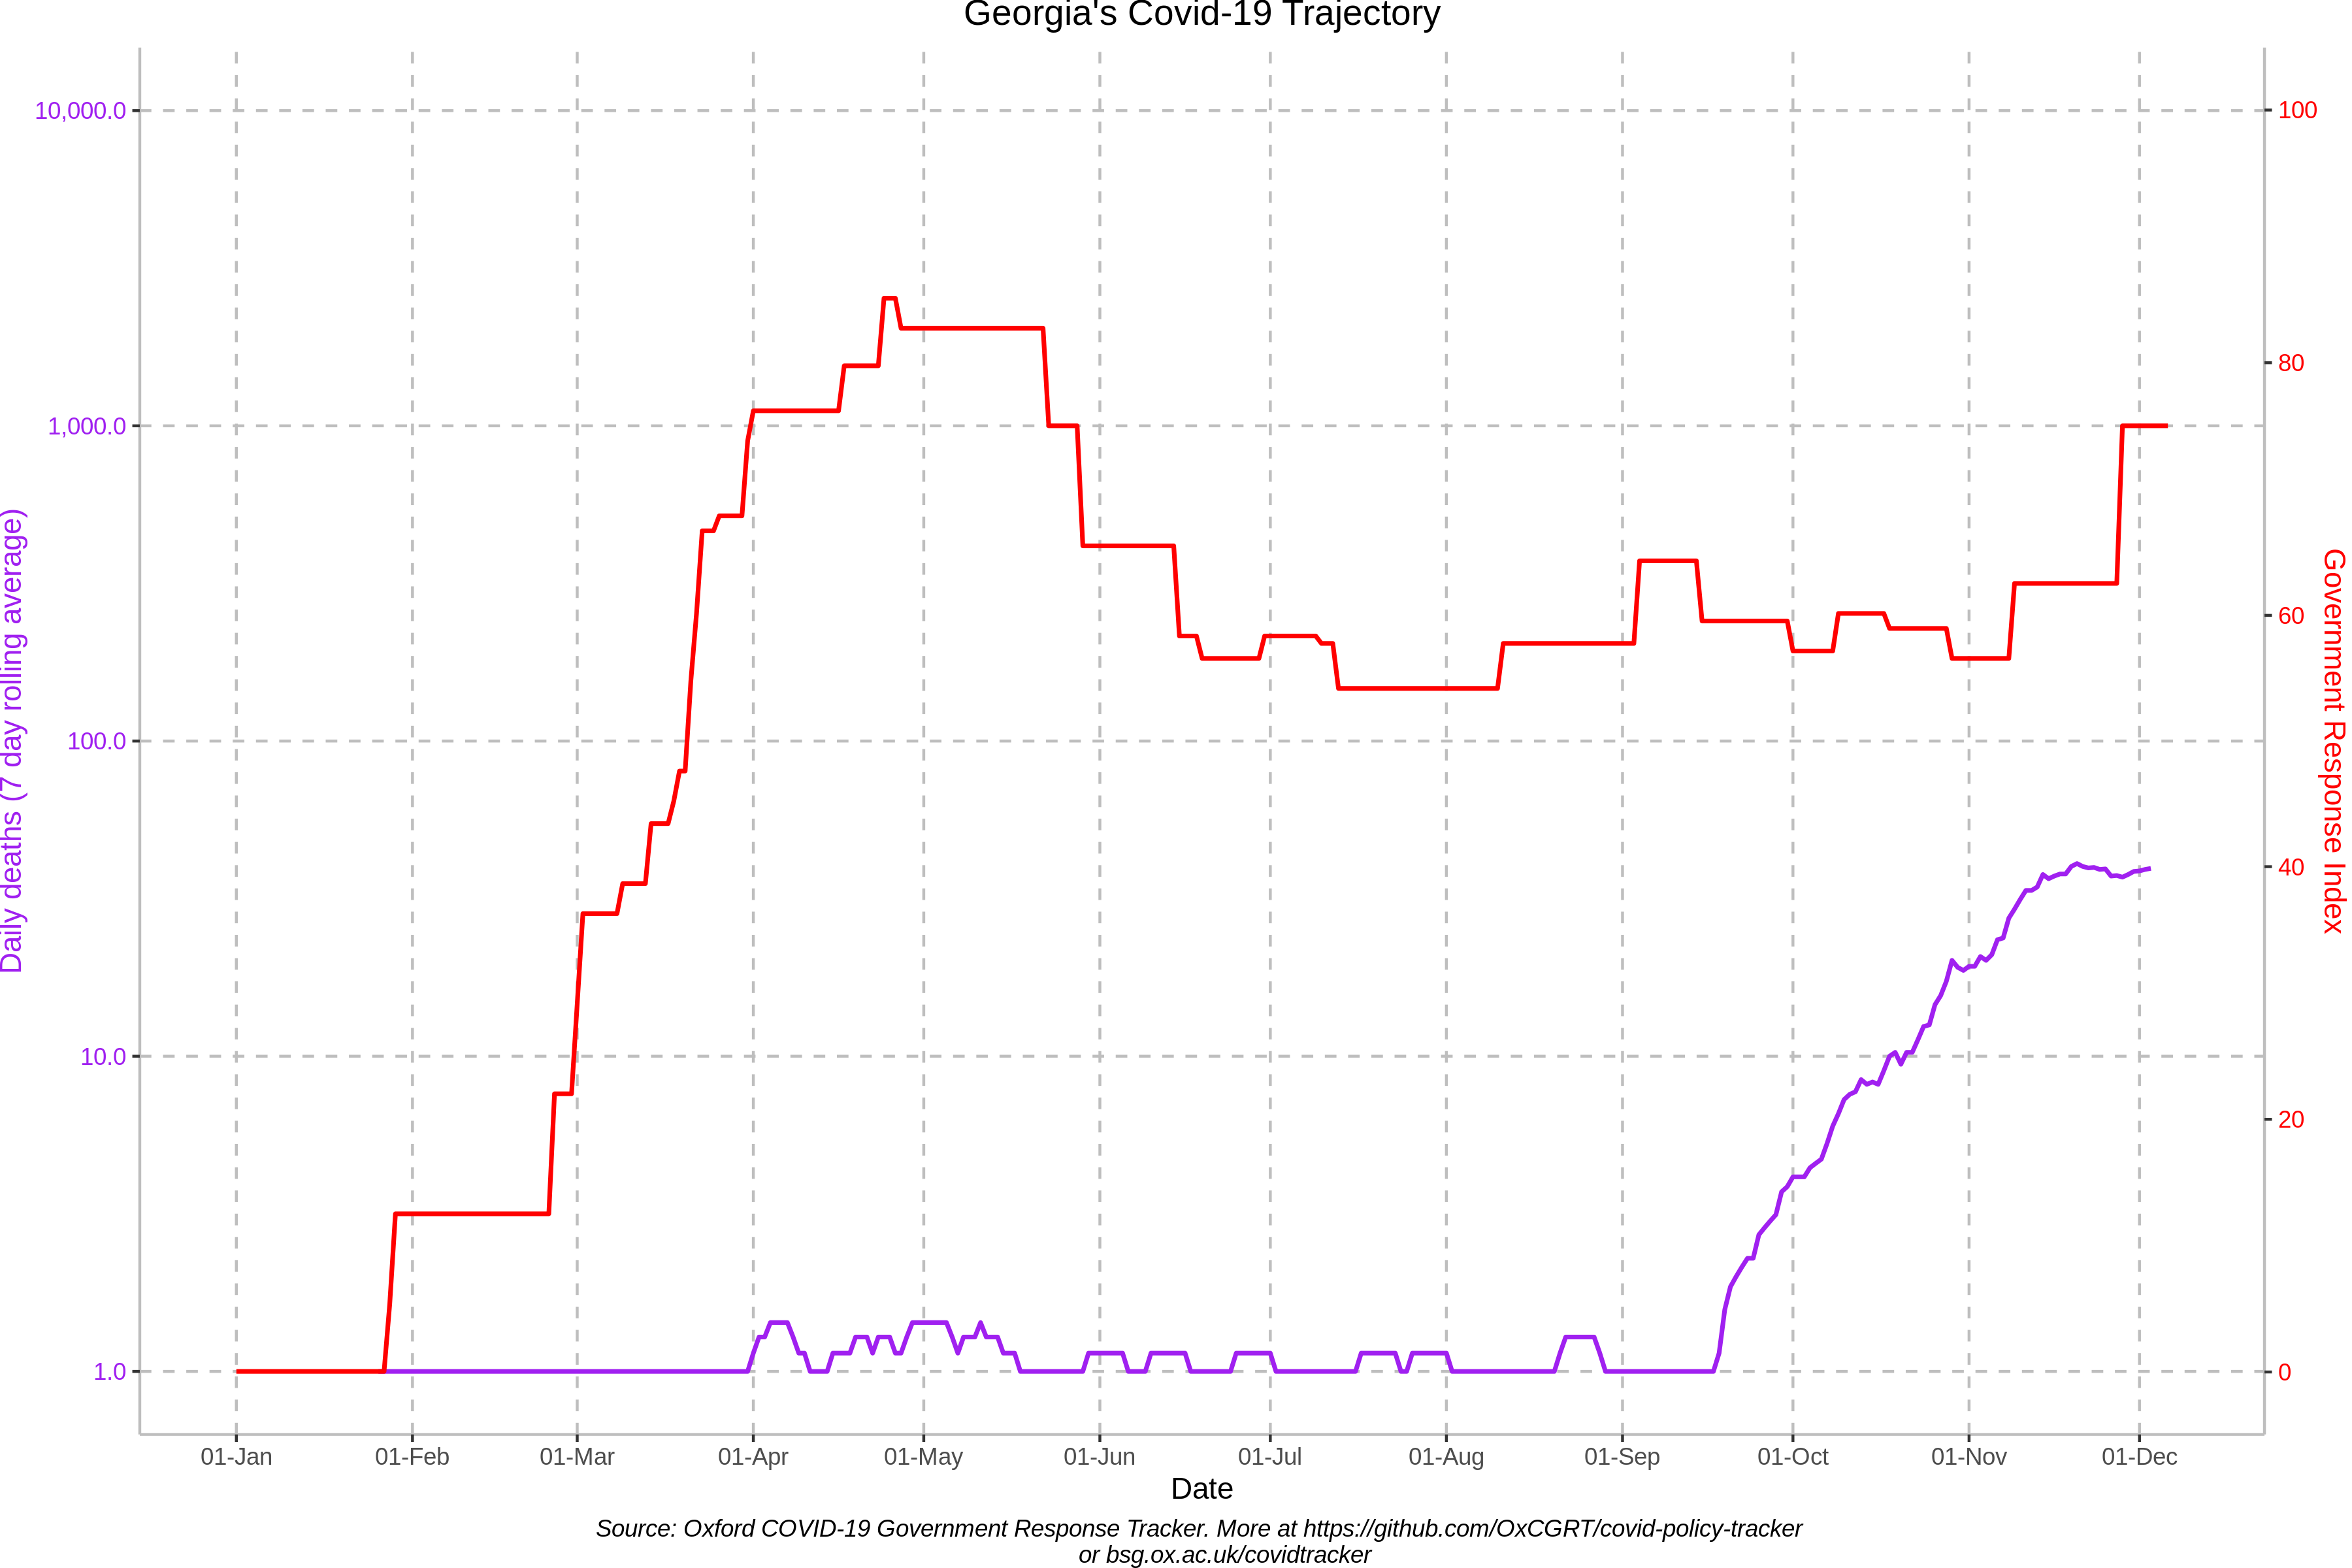 Georgia's Covid-19 Trajectory
Daily deaths (7 day rolling average)
10,000.0
1,000.0
100.0
10.0
1.0
100
80
60
40
20
0
Government Response Index
01-Jan 01-Feb 01-Mar 01-Apr 01-May 01-Jun 01-Jul 01-Aug 01-Sep 01-Oct 01-Nov 01-Dec
Date
Source: Oxford COVID-19 Government Response Tracker. More at https://github.com/OxCGRT/covid-policy-tracker
or bsg.ox.ac.uk/covidtracker